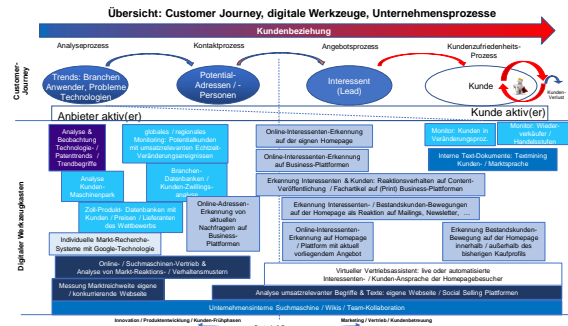 Übersicht: Customer Journey, digitale Werkzeuge, Unternehmensprozesse
Kundenbeziehung
Analyseprozess
Kontaktprozess
Angebotsprozess
Kundenzufriedenheits-
Prozess
Customer-
Journey
Trends: Branchen
Anwender, Probleme
Technologien
Potential-
Adressen / -
Personen
Interessent
(Lead)
Kunde
Kunden-
Verlust
Anbieter aktiv(er)
Kunde aktiv(er)
Digitaler Werkzeugkasten
Analyse &
Beobachtung
Technologie- /
Patenttrends /
Trendbegriffe
globales / regionales
Monitoring: Potentialkunden
mit umsatzrelevanten Echtzeit-
Veränderungsereignissen
Online-Interessenten-Erkennung
auf der eigenen Homepage
Monitor: Kunden in
Veränderungsproz.
Monitor: Wieder-
verkäufer /
Handelsstufen
Online-Interessenten-Erkennung
auf Business-Plattformen
Interne Text-Dokumente: Textmining
Kunden- / Marktsprache
Analyse
Kunden-
Maschinenpark
Branchen-
Datenbanken /
Kunden-Zwillings-
Erkennung Interessenten & Kunden: Reaktionsverhalten auf Content-
Veröffentlichung / Fachartikel auf (Print) Business-Plattformen
Zoll-Produkt- Datenbanken mit
Kunden / Preisen / Lieferanten
des Wettbewerbs
Online-Adressen-
Erkennung von
aktuellen
Nachfragern auf
Business-
Plattformen
Erkennung Interessenten- / Bestandskunden-Bewegungen
auf der Homepage als Reaktion auf Mailings, Newsletter, …
Online-Interessenten-
Erkennung auf Homepage
/ Plattform mit aktuell
vorliegendem Angebot
Erkennung Bestandskunden-
Bewegung auf der Homepage
innerhalb / außerhalb des
bisherigen Kaufprofils
Individuelle Markt-Recherche-
Systeme mit Google-Technologie
Online- / Suchmaschinen-Vertrieb &
Analyse von Markt-Reaktions- / Verhaltensmustern
Virtueller Vertriebsassistent: live oder automatisierte
Interessenten- / Kunden-Ansprache der Homepagebesucher
Messung Marktreichweite eigene
/ konkurrierende Webseite
Analyse umsatzrelevanter Begriffe & Texte: eigene Webseite / Social Selling Plattformen
Unternehmensinterne Suchmaschine / Wikis / Team-Collaboration
Innovation / Produktentwicklung / Kunden-Frühphasen
Marketing / Vertrieb / Kundenbetreuung